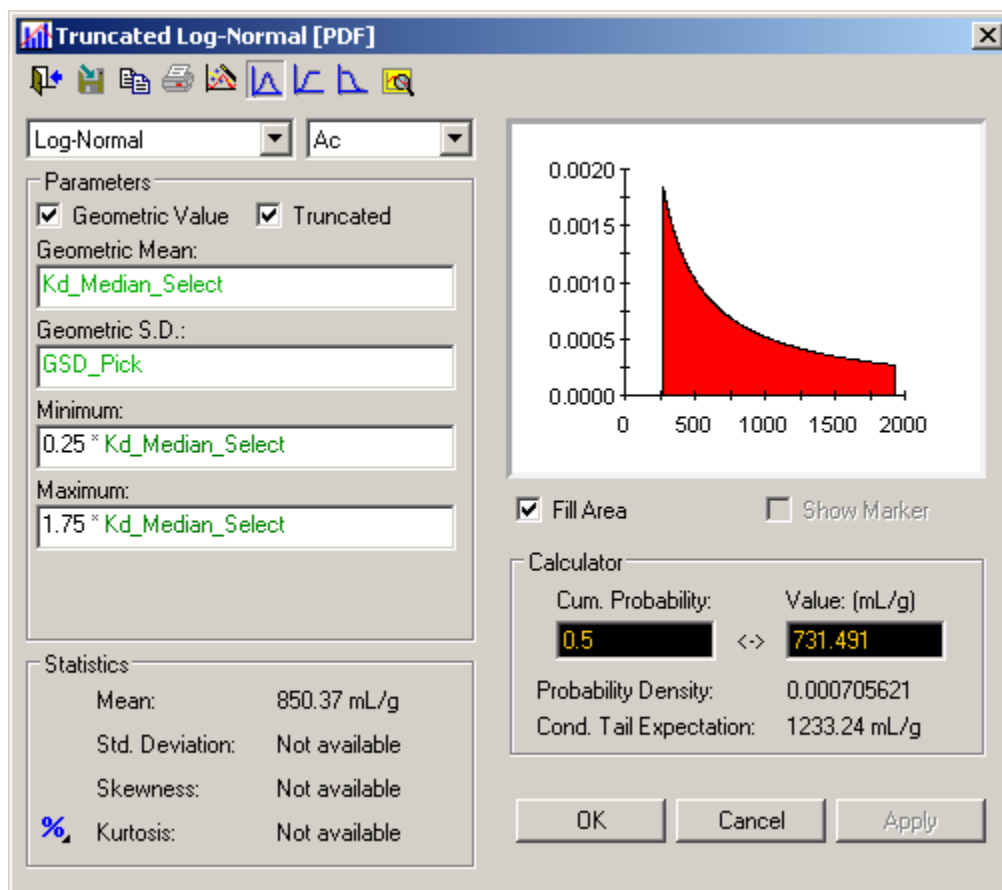 Truncated Log-Normal [PDF]
Log-Normal
Ac
Parameters
Geometric Value
Truncated
Geometric Mean:
Kd_Median_Select
Geometric S.D.:
GSD_Pick
Minimum:
0.25 * Kd_Median_Select
Maximum:
1.75 * Kd_Median_Select
Statistics
Mean: 850.37 mL/g
Std. Deviation: Not available
Skewness: Not available
%
Kurtosis: Not available
0.0020
0.0015
0.0010
0.0005
0.0000
0 500 1000 1500 2000
Fill Area
Show Marker
Calculator
Cum. Probability: Value: (mL/g)
0.5 <-> 731.491
Probability Density: 0.000705621
Cond. Tail Expectation: 1233.24 mL/g
OK Cancel Apply